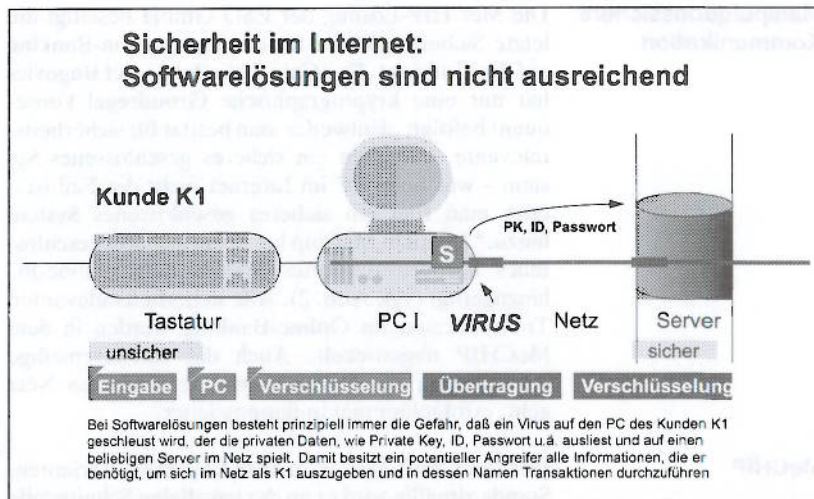 Sicherheit im Internet:
Softwarelösungen sind nicht ausreichend
Kunde K1
PK, ID, Passwort
S
Tastatur
PC I
VIRUS
Netz
Server
unsicher
sicher
Eingabe
PC
Verschlüsselung
Übertragung
Verschlüsselung
Bei Softwarelösungen besteht prinzipiell immer die Gefahr, daß ein Virus auf den PC des Kunden K1
geschleust wird, der die privaten Daten, wie Private Key, ID, Passwort u.ä. ausliest und auf einen
beliebigen Server im Netz spielt. Damit besitzt ein potentieller Angreifer alle Informationen, die er
benötigt, um sich im Netz als K1 auszugeben und in dessen Namen Transaktionen durchzuführen